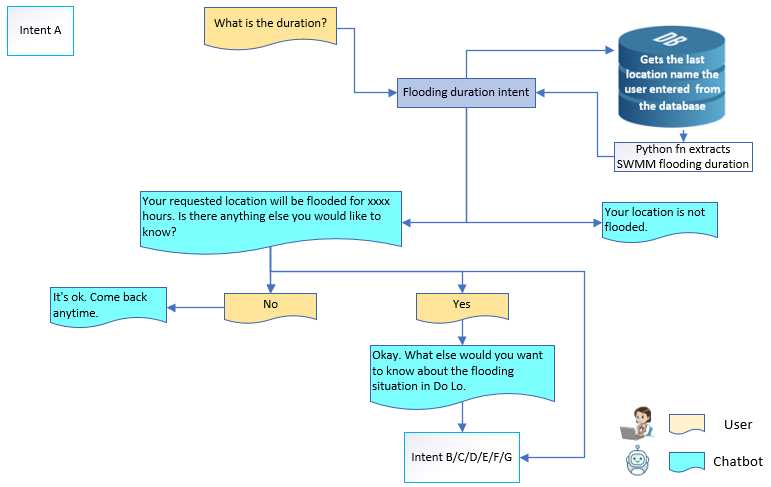 Intent A
What is the duration?
DB
Gets the last
location name the
user entered from
the database
Flooding duration intent
Python fn extracts
SWMM flooding duration
Your requested location will be flooded for xxxx
hours. Is there anything else you would like to
know?
Your location is not
flooded.
It's ok. Come back
anytime.
No
Yes
Okay. What else would you want
to know about the flooding
situation in Do Lo.
Intent B/C/D/E/F/G
User
Chatbot